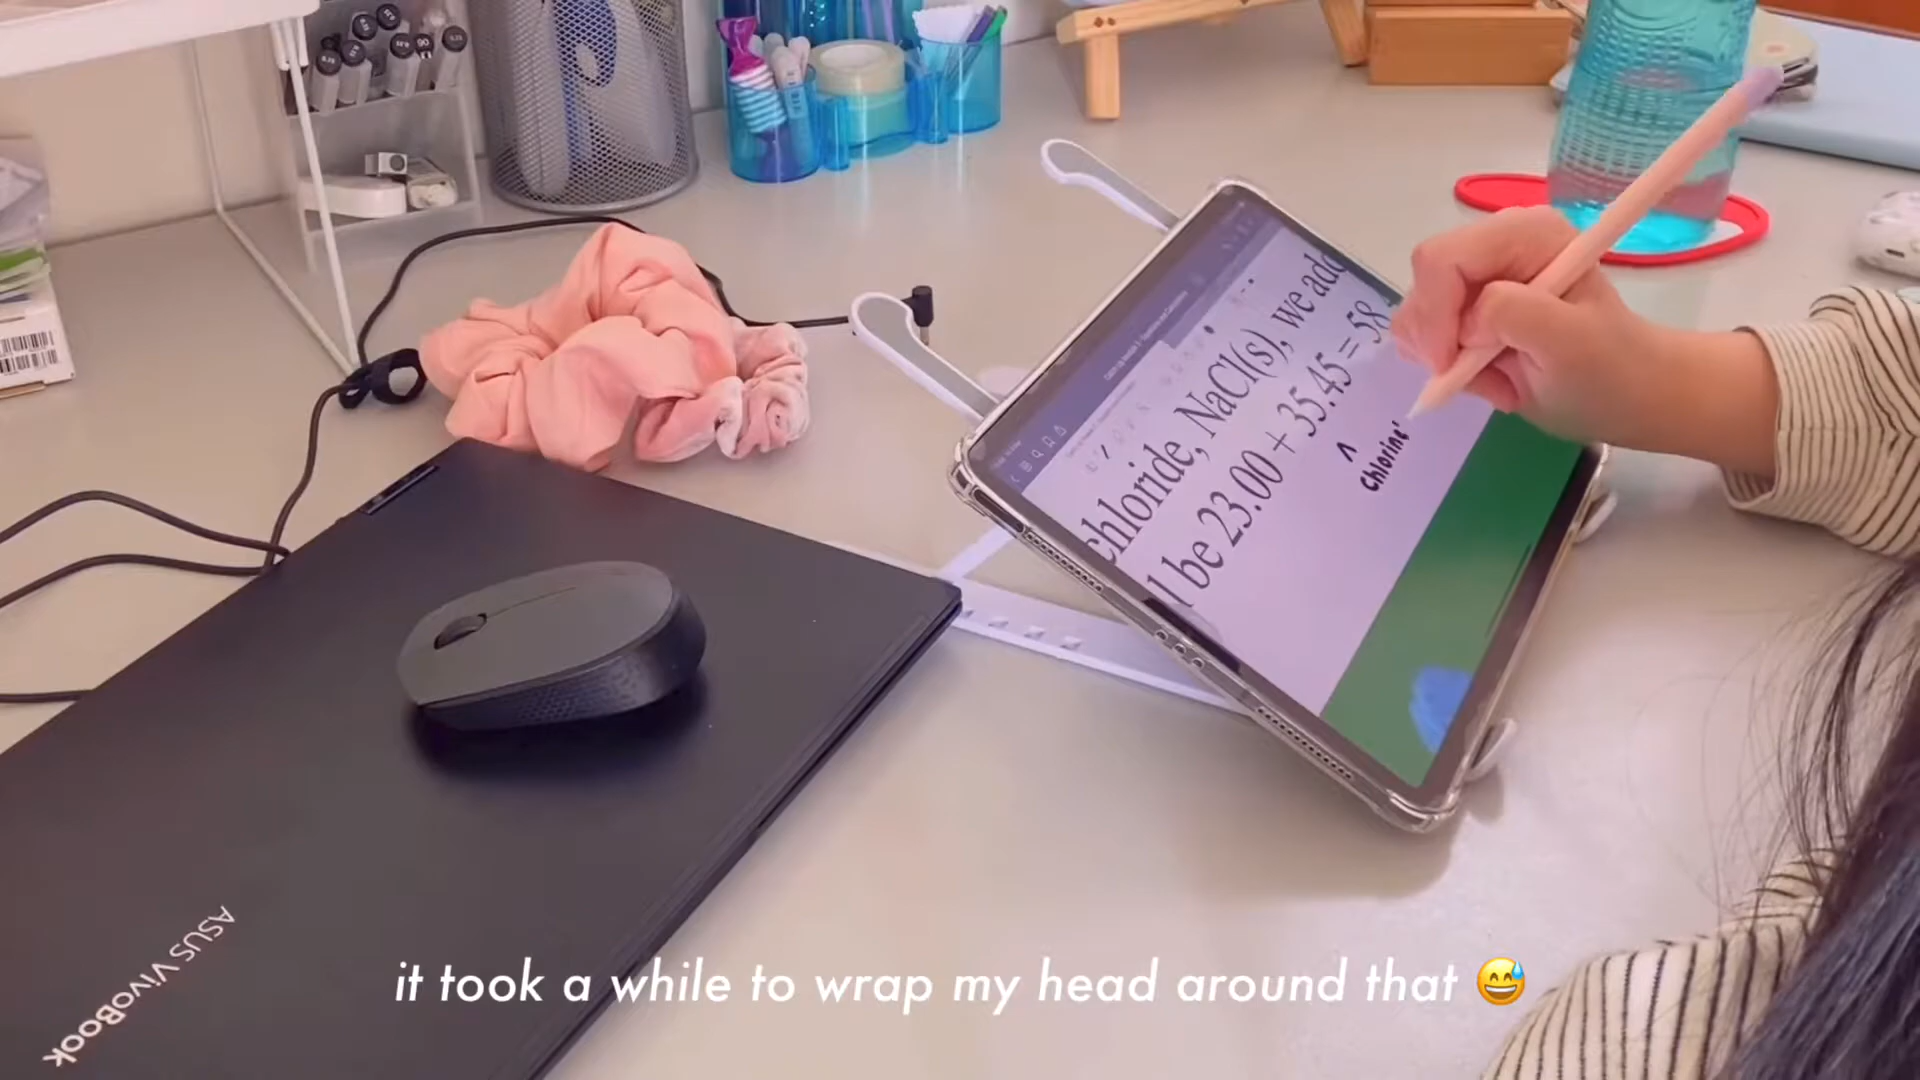 chloride, NaCl(s), we add
be 23.00 + 35.45 = 58
^
chlorine'
ASUS VivoBook
it took a while to wrap my head around that 😅